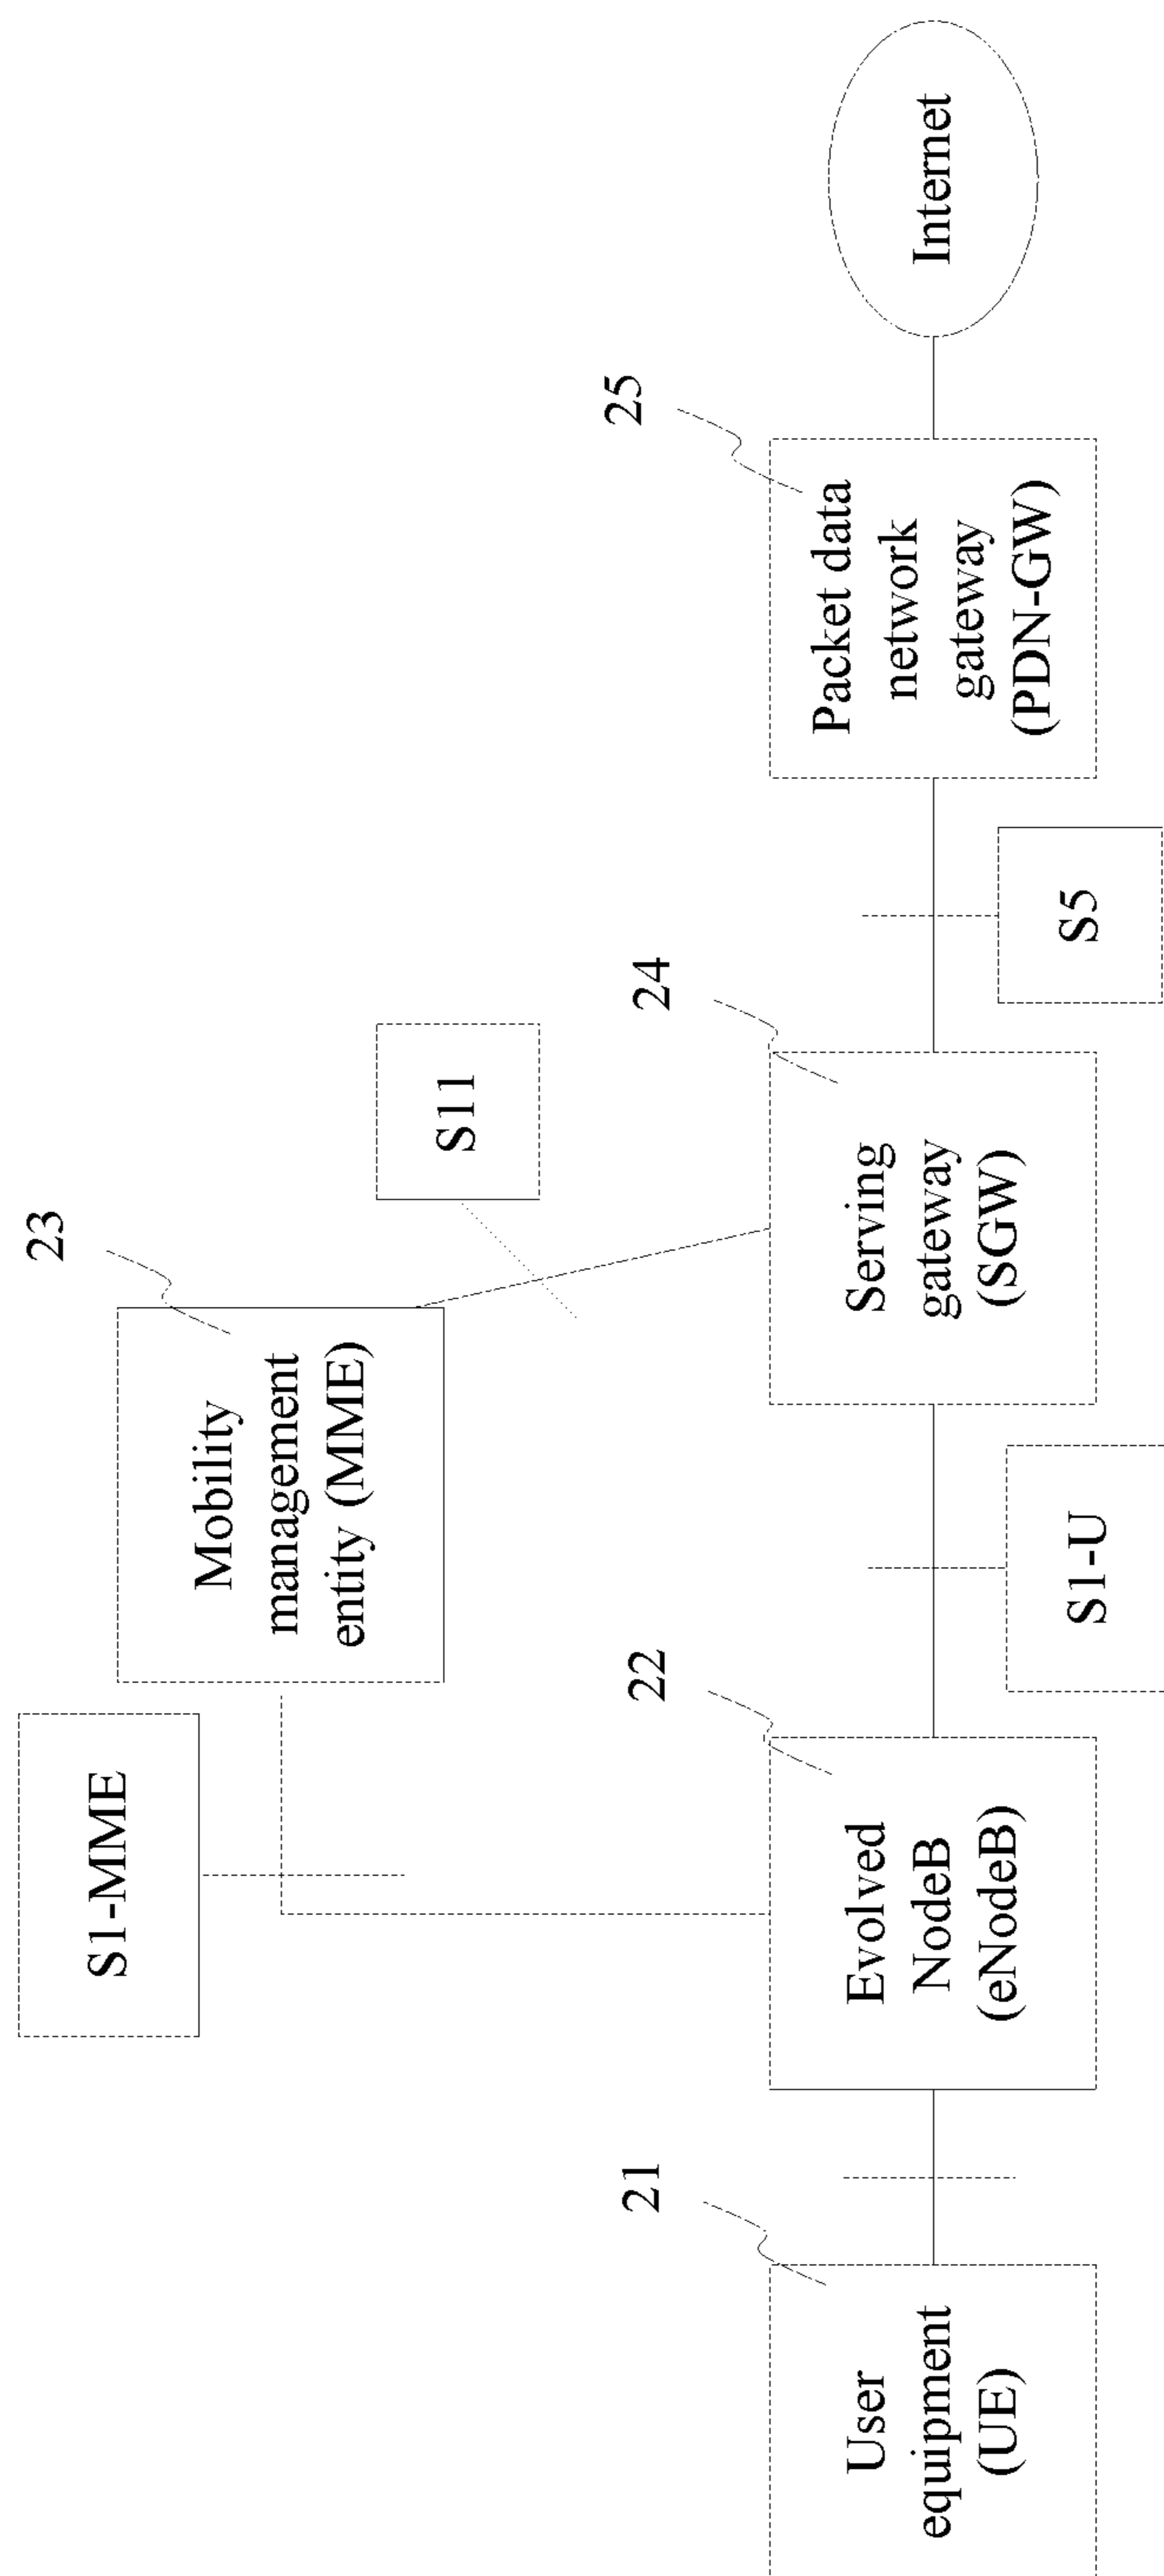 23
S1-MME
Mobility
management
entity (MME)
S11
21
22
24
25
User
equipment
(UE)
Evolved
NodeB
(eNodeB)
Serving
gateway
(SGW)
Packet data
network
gateway
(PDN-GW)
Internet
S1-U
S5